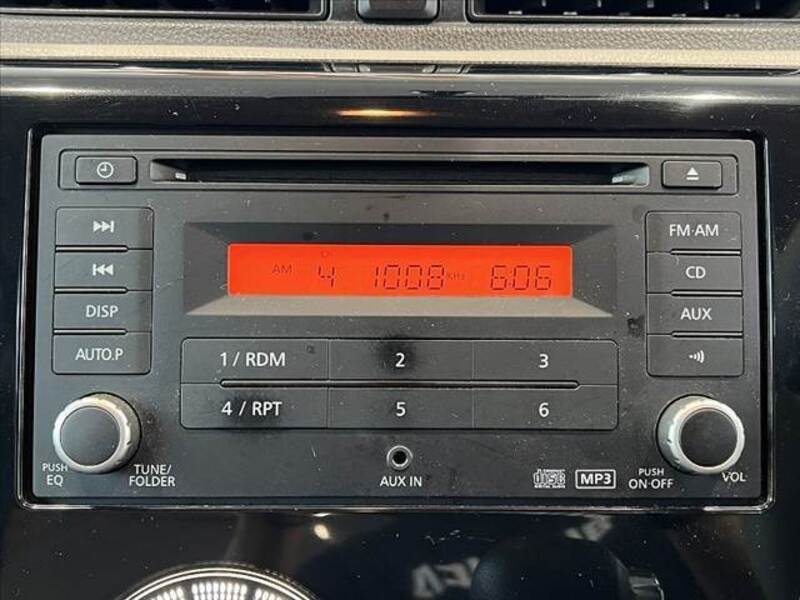 FM·AM
AM 4 1008 KHz 6:06
CD
DISP
AUX
AUTO.P
1 / RDM
2
3
4 / RPT
5
6
PUSH
EQ
TUNE/
FOLDER
AUX IN
disc
MP3
PUSH
ON·OFF
VOL